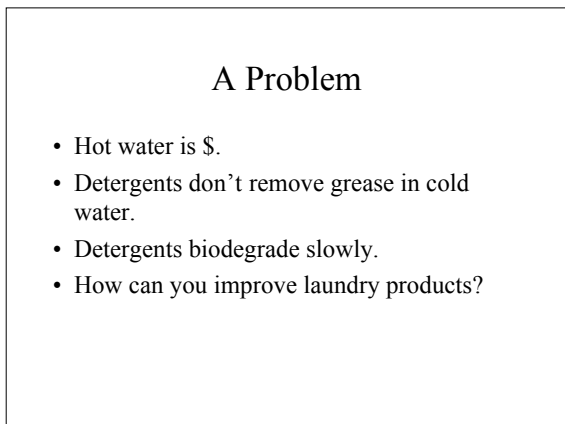 A Problem
• Hot water is $.
• Detergents don’t remove grease in cold
water.
• Detergents biodegrade slowly.
• How can you improve laundry products?